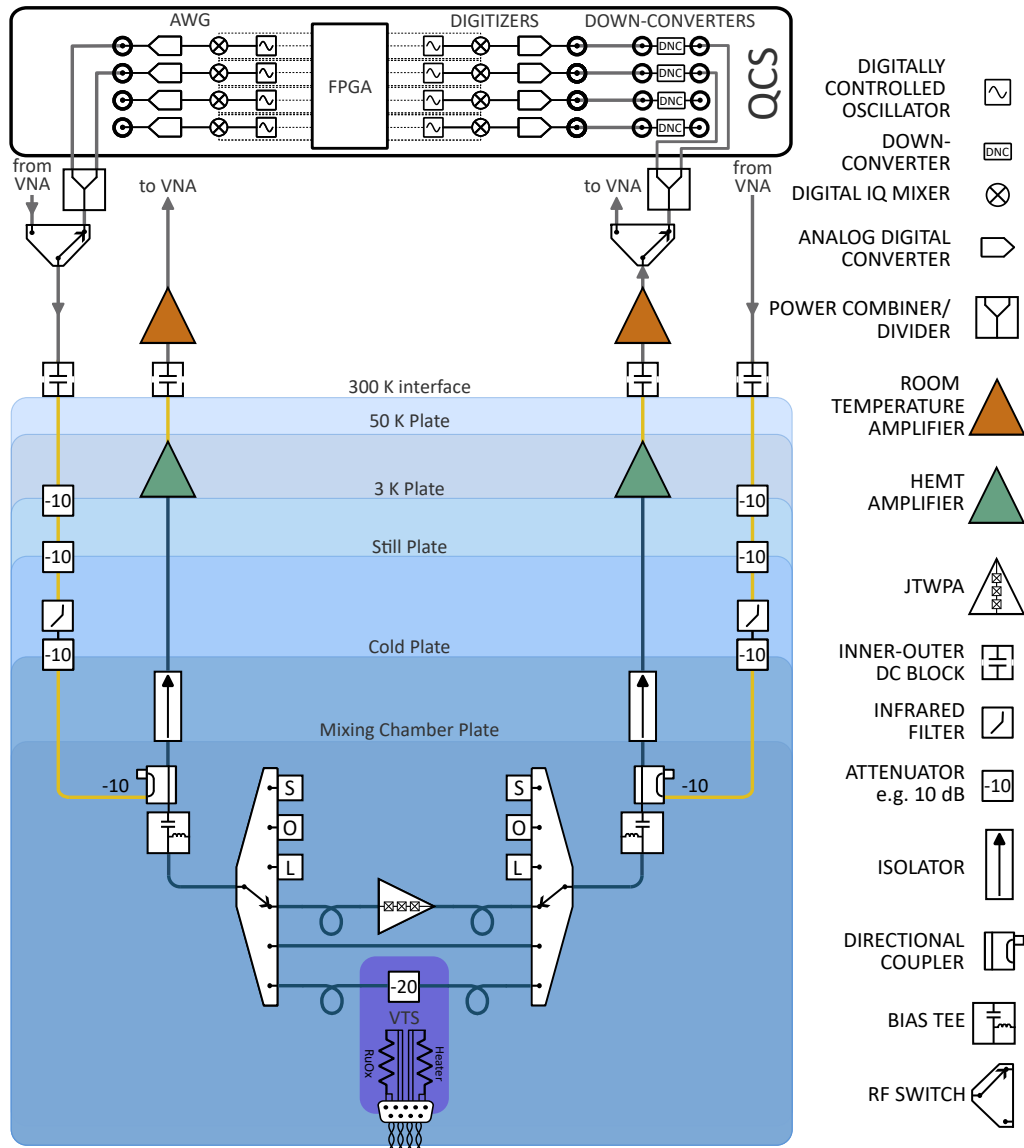 AWG
DIGITIZERS
DOWN-CONVERTERS
FPGA
DNC
DNC
DNC
DNC
QCS
from
VNA
to VNA
to VNA
from
VNA
300 K interface
50 K Plate
3 K Plate
-10
-10
Still Plate
-10
-10
Cold Plate
-10
-10
Mixing Chamber Plate
-10
-10
S
O
L
S
O
L
-20
VTS
RuOx
Heater
DIGITALLY
CONTROLLED
OSCILLATOR
DOWN-
CONVERTER
DNC
DIGITAL IQ MIXER
ANALOG DIGITAL
CONVERTER
POWER COMBINER/
DIVIDER
ROOM
TEMPERATURE
AMPLIFIER
HEMT
AMPLIFIER
JTWPA
INNER-OUTER
DC BLOCK
INFRARED
FILTER
ATTENUATOR
e.g. 10 dB
-10
ISOLATOR
DIRECTIONAL
COUPLER
BIAS TEE
RF SWITCH